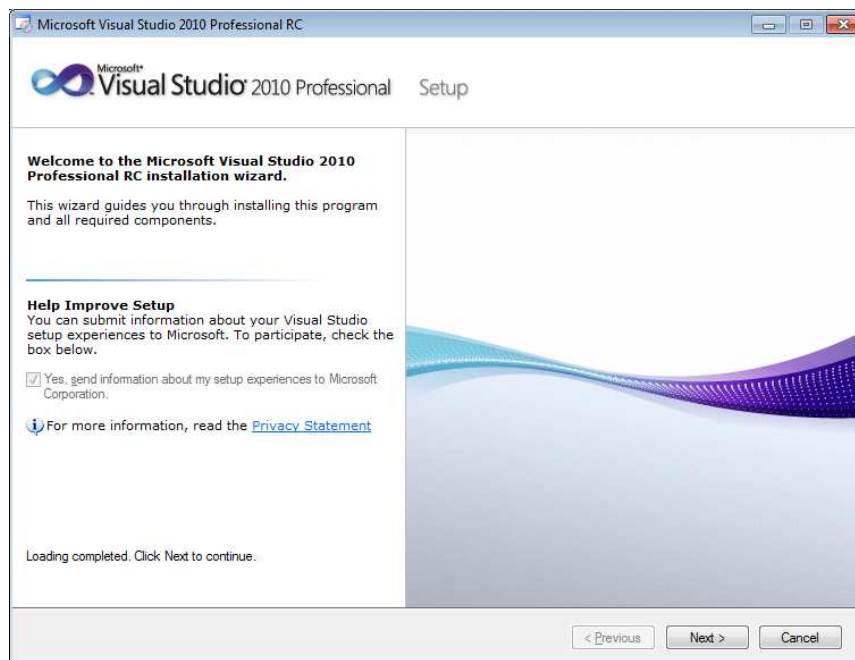 Microsoft Visual Studio 2010 Professional RC
Microsoft®
Visual Studio® 2010 Professional Setup
Welcome to the Microsoft Visual Studio 2010
Professional RC installation wizard.
This wizard guides you through installing this program
and all required components.
Help Improve Setup
You can submit information about your Visual Studio
setup experiences to Microsoft. To participate, check the
box below.
Yes, send information about my setup experiences to Microsoft
Corporation.
For more information, read the Privacy Statement
Loading completed. Click Next to continue.
< Previous Next > Cancel